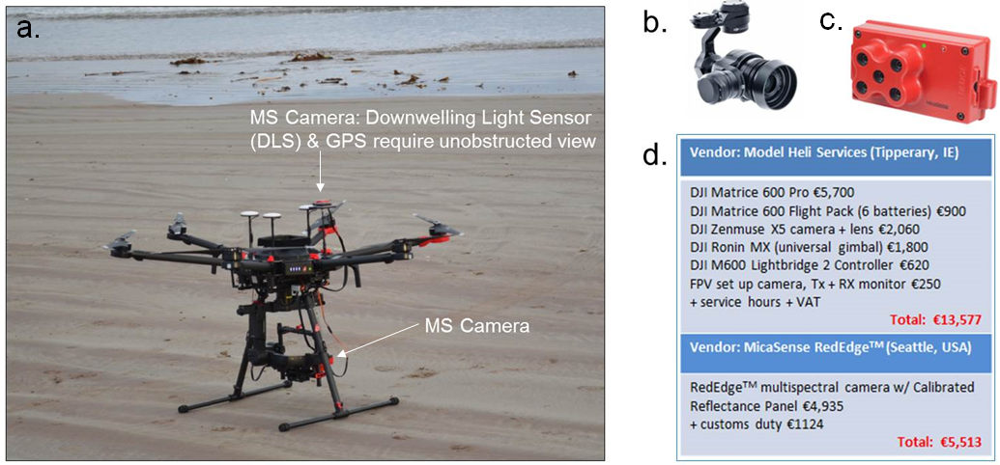 a.
MS Camera: Downwelling Light Sensor
(DLS) & GPS require unobstructed view
MS Camera
b.
c.
d.
Vendor: Model Heli Services (Tipperary, IE)
DJI Matrice 600 Pro €5,700
DJI Matrice 600 Flight Pack (6 batteries) €900
DJI Zenmuse X5 camera + lens €2,060
DJI Ronin MX (universal gimbal) €1,800
DJI M600 Lightbridge 2 Controller €620
FPV set up camera, Tx + RX monitor €250
+ service hours + VAT
Total: €13,577
Vendor: MicaSense RedEdge™ (Seattle, USA)
RedEdge™ multispectral camera w/ Calibrated
Reflectance Panel €4,935
+ customs duty €1124
Total: €5,513